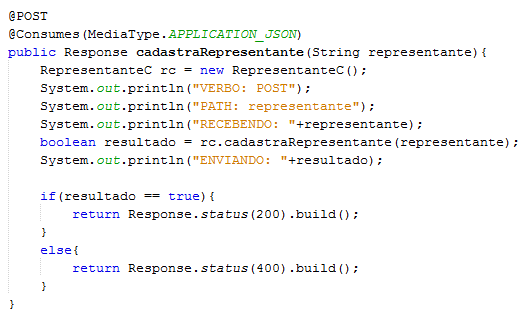 @POST
@Consumes(MediaType.APPLICATION_JSON)
public Response cadastraRepresentante(String representante){
    RepresentanteC rc = new RepresentanteC();
    System.out.println("VERBO: POST");
    System.out.println("PATH: representante");
    System.out.println("RECEBENDO: "+representante);
    boolean resultado = rc.cadastraRepresentante(representante);
    System.out.println("ENVIANDO: "+resultado);

    if(resultado == true){
        return Response.status(200).build();
    }
    else{
        return Response.status(400).build();
    }
}